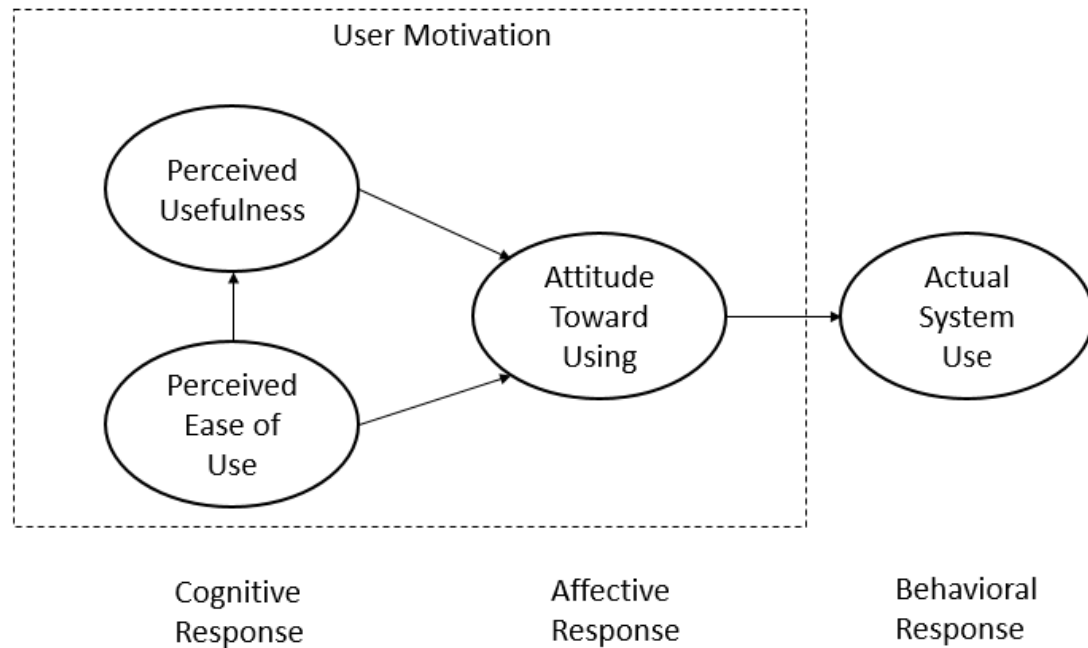 User Motivation
Perceived
Usefulness
Perceived
Ease of
Use
Attitude
Toward
Using
Actual
System
Use
Cognitive
Response
Affective
Response
Behavioral
Response